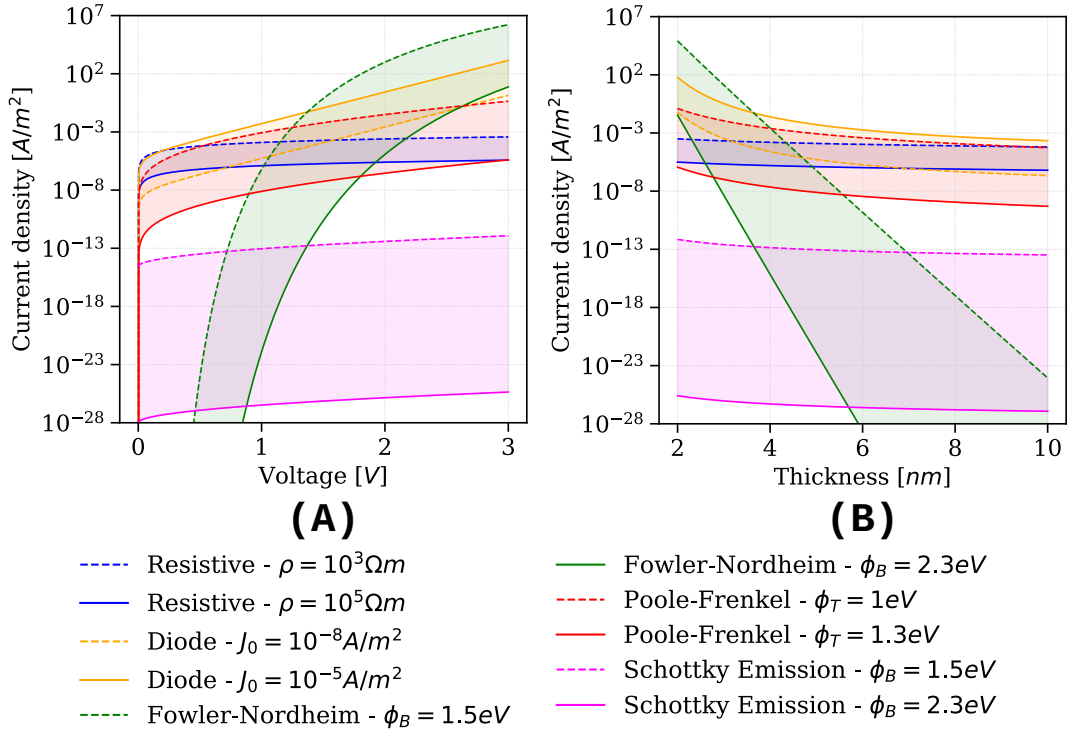 10^7
10^2
10^−3
10^−8
10^−13
10^−18
10^−23
10^−28
Current density [A/m^2]
0 1 2 3
Voltage [V]
(A)
10^7
10^2
10^−3
10^−8
10^−13
10^−18
10^−23
10^−28
Current density [A/m^2]
2 4 6 8 10
Thickness [nm]
(B)
Resistive - ρ = 10^3Ωm
Resistive - ρ = 10^5Ωm
Diode - J_0 = 10^−8A/m^2
Diode - J_0 = 10^−5A/m^2
Fowler-Nordheim - ϕ_B = 1.5eV
Fowler-Nordheim - ϕ_B = 2.3eV
Poole-Frenkel - ϕ_T = 1eV
Poole-Frenkel - ϕ_T = 1.3eV
Schottky Emission - ϕ_B = 1.5eV
Schottky Emission - ϕ_B = 2.3eV